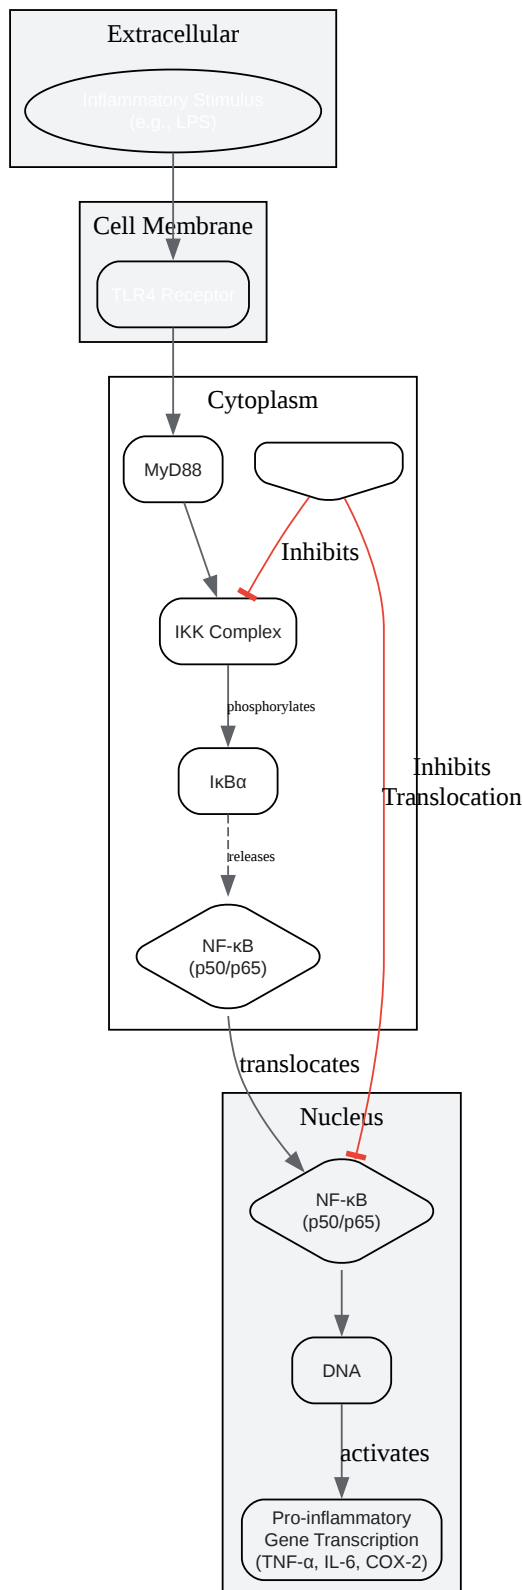 Extracellular
Inflammatory Stimulus
(e.g., LPS)
Cell Membrane
TLR4 Receptor
Cytoplasm
MyD88
Inhibits
IKK Complex
phosphorylates
IκBα
Inhibits
Translocation
releases
NF-κB
(p50/p65)
translocates
Nucleus
NF-κB
(p50/p65)
DNA
activates
Pro-inflammatory
Gene Transcription
(TNF-α, IL-6, COX-2)